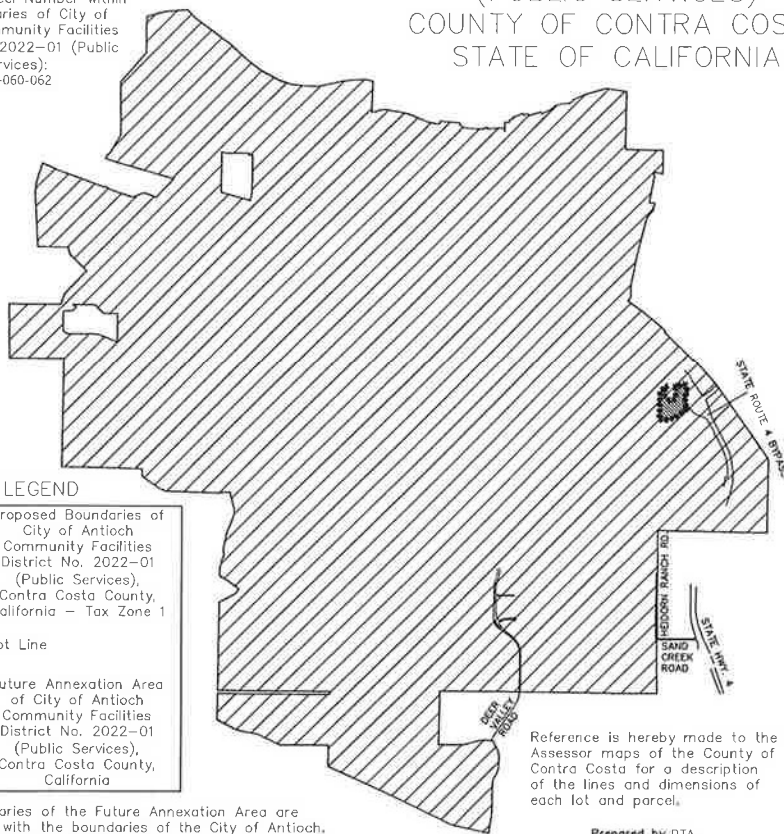 (PUBLIC SERVICES)
COUNTY OF CONTRA COS
STATE OF CALIFORNIA
Number within
aries of City of
mmunity Facilities
2022-01 (Public
rvices):
-060-062
STATE ROUTE 4 BYPAS
LEGEND
roposed Boundaries of
City of Antioch
Community Facilities
District No. 2022-01
(Public Services),
Contra Costa County,
alifornia - Tax Zone 1
ot Line
uture Annexation Area
of City of Antioch
Community Facilities
District No. 2022-01
(Public Services),
Contra Costa County,
California
HEIDORN RANCH RD.
SAND
CREEK
ROAD
STATE HWY. 4
DEER
VALLEY
ROAD
Reference is hereby made to the
Assessor maps of the County of
Contra Costa for a description
of the lines and dimensions of
each lot and parcel.
aries of the Future Annexation Area are
with the boundaries of the City of Antioch.
Prepared by DTA